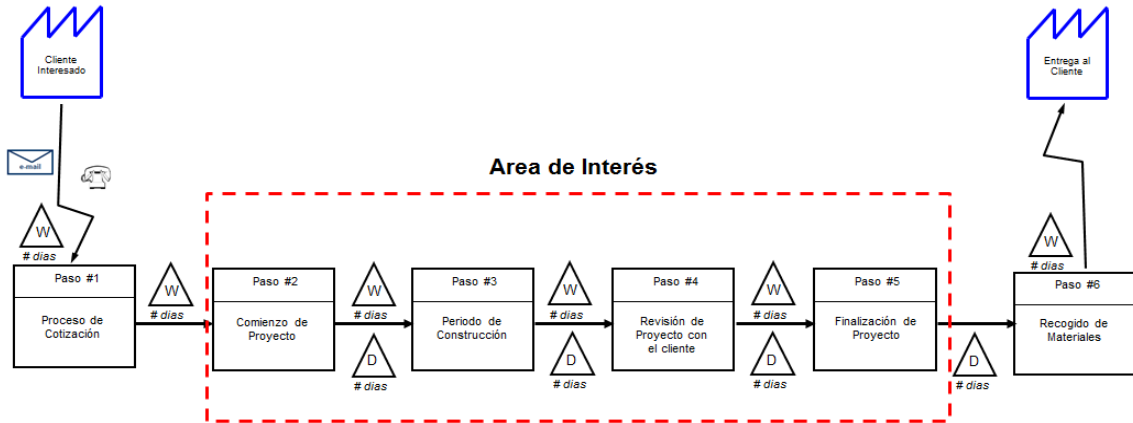 Cliente
Interesado
Entrega al
Cliente
e-mail
Area de Interés
W
# dias
W
# dias
Paso #1
Proceso de
Cotización
W
# dias
Paso #2
Comienzo de
Proyecto
W
# dias
D
# dias
Paso #3
Periodo de
Construcción
W
# dias
D
# dias
Paso #4
Revisión de
Proyecto con
el cliente
W
# dias
D
# dias
Paso #5
Finalización de
Proyecto
D
# dias
Paso #6
Recogido de
Materiales